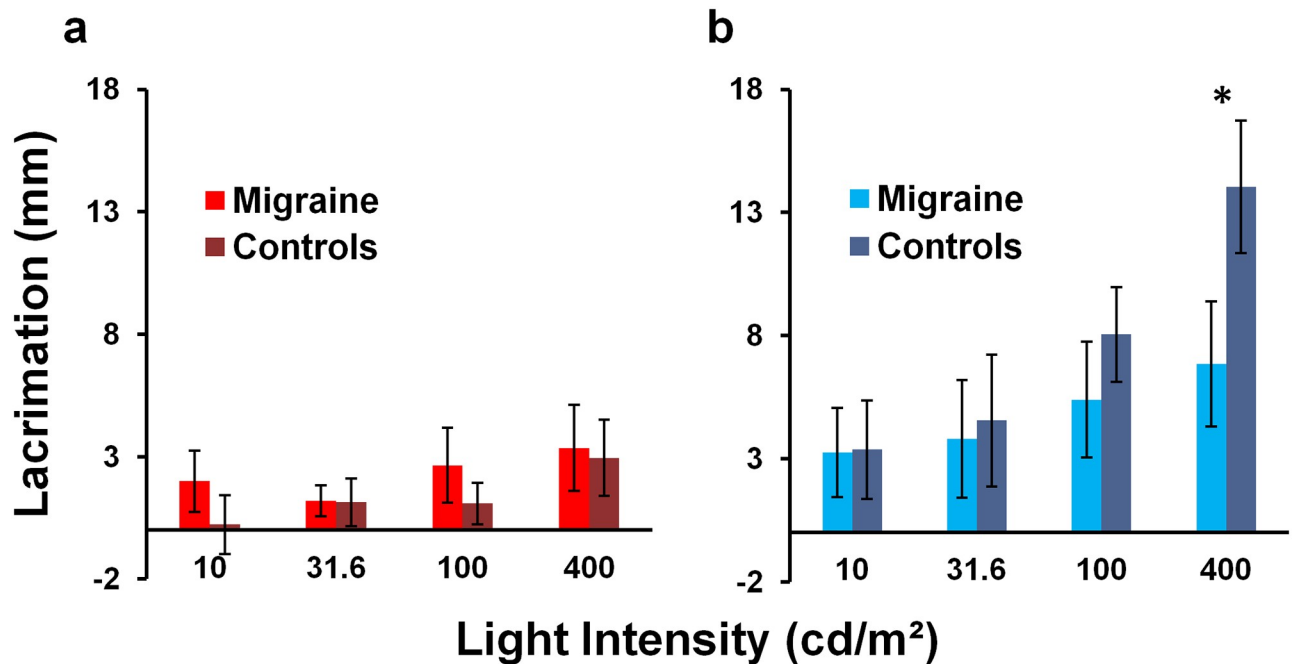 a
18
13
8
3
-2
Lacrimation (mm)
Migraine
Controls
10 31.6 100 400
b
18
13
8
3
-2
*
Migraine
Controls
10 31.6 100 400
Light Intensity (cd/m²)